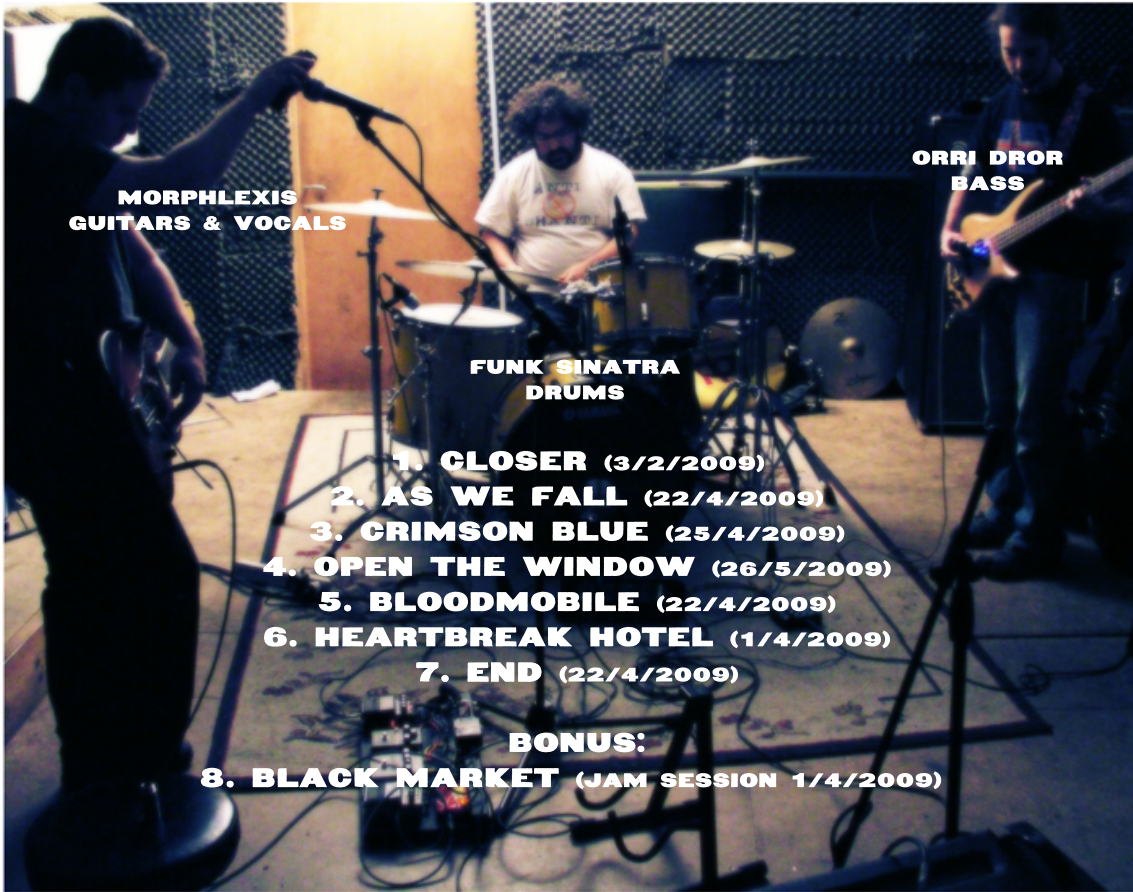 MORPHLEXIS
GUITARS & VOCALS
ORRI DROR
BASS
FUNK SINATRA
DRUMS
1. CLOSER (3/2/2009)
2. AS WE FALL (22/4/2009)
3. CRIMSON BLUE (25/4/2009)
4. OPEN THE WINDOW (26/5/2009)
5. BLOODMOBILE (22/4/2009)
6. HEARTBREAK HOTEL (1/4/2009)
7. END (22/4/2009)
BONUS:
8. BLACK MARKET (JAM SESSION 1/4/2009)